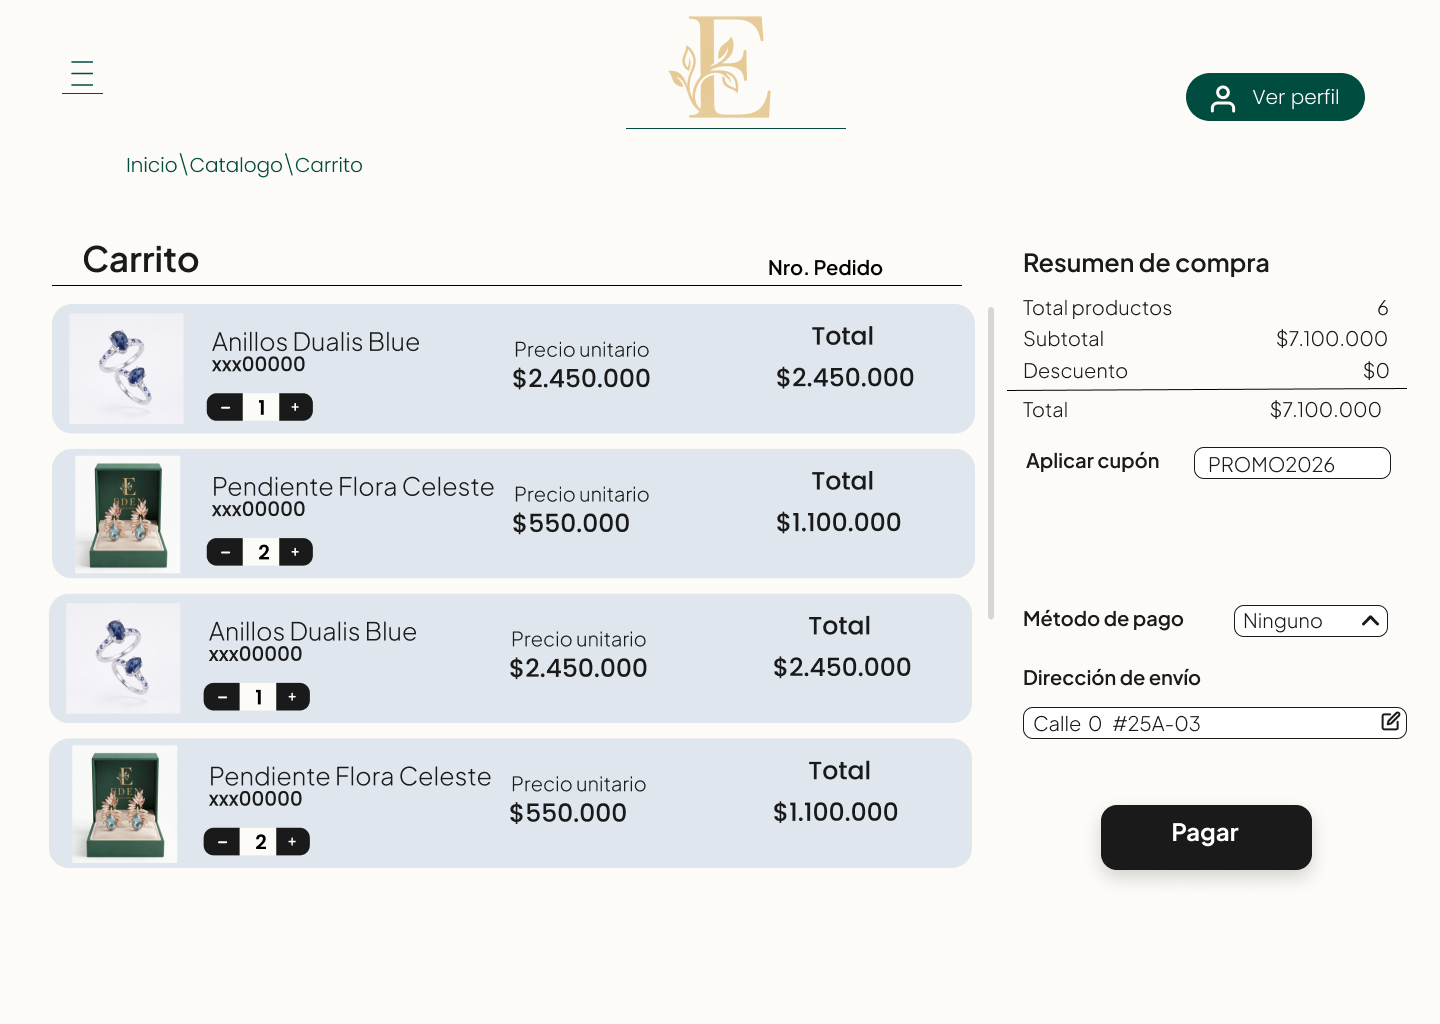 E
Ver perfil
Inicio\Catalogo\Carrito
Carrito
Nro. Pedido
Anillos Dualis Blue
xxx00000
- 1 +
Precio unitario
$2.450.000
Total
$2.450.000
E
EDEN
Pendiente Flora Celeste
xxx00000
- 2 +
Precio unitario
$550.000
Total
$1.100.000
Anillos Dualis Blue
xxx00000
- 1 +
Precio unitario
$2.450.000
Total
$2.450.000
E
EDEN
Pendiente Flora Celeste
xxx00000
- 2 +
Precio unitario
$550.000
Total
$1.100.000
Resumen de compra
Total productos 6
Subtotal $7.100.000
Descuento $0
Total $7.100.000
Aplicar cupón PROMO2026
Método de pago Ninguno
Dirección de envío
Calle 0 #25A-03
Pagar